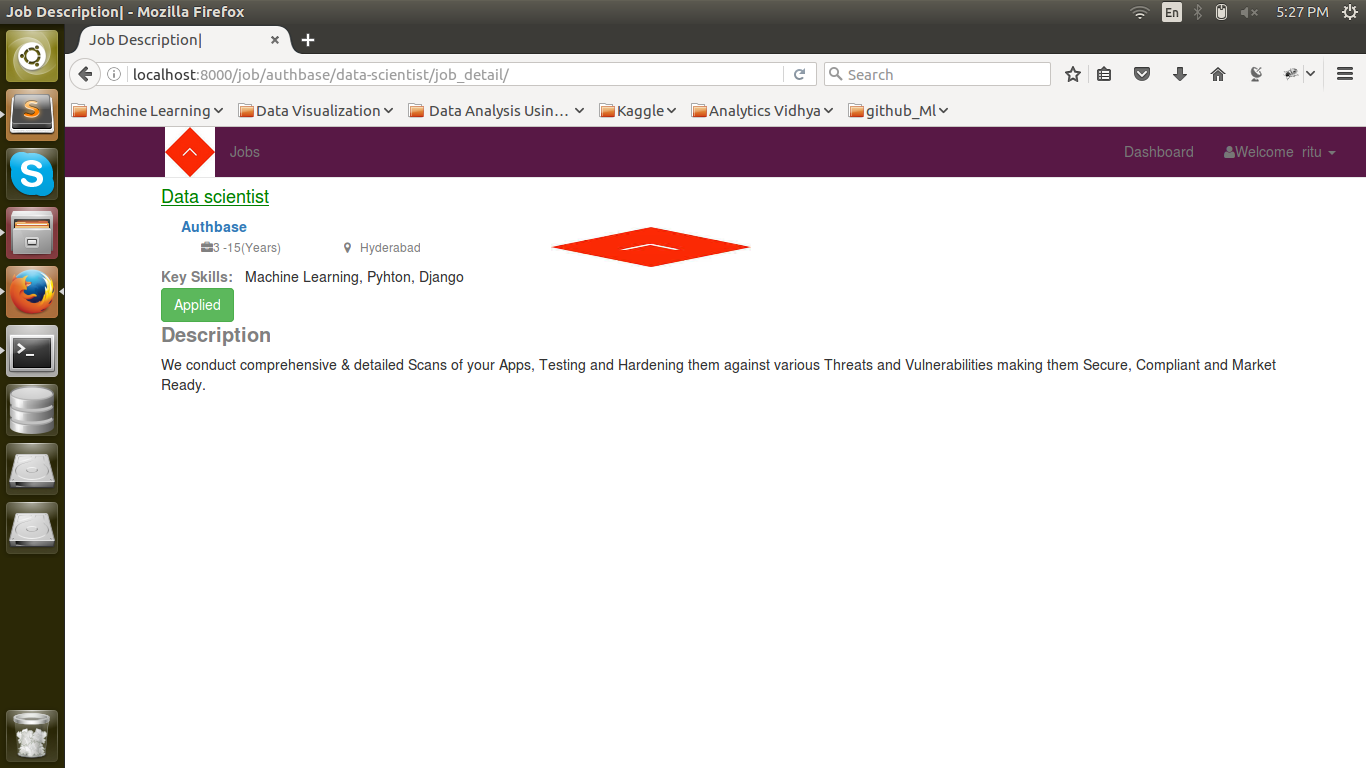 Job Description| - Mozilla Firefox
En
5:27 PM
Job Description|
localhost:8000/job/authbase/data-scientist/job_detail/
Search
Machine Learning
Data Visualization
Data Analysis Usin...
Kaggle
Analytics Vidhya
github_Ml
Jobs
Dashboard
Welcome ritu
Data scientist
Authbase
3 -15(Years)
Hyderabad
Key Skills: Machine Learning, Pyhton, Django
Applied
Description
We conduct comprehensive & detailed Scans of your Apps, Testing and Hardening them against various Threats and Vulnerabilities making them Secure, Compliant and Market
Ready.